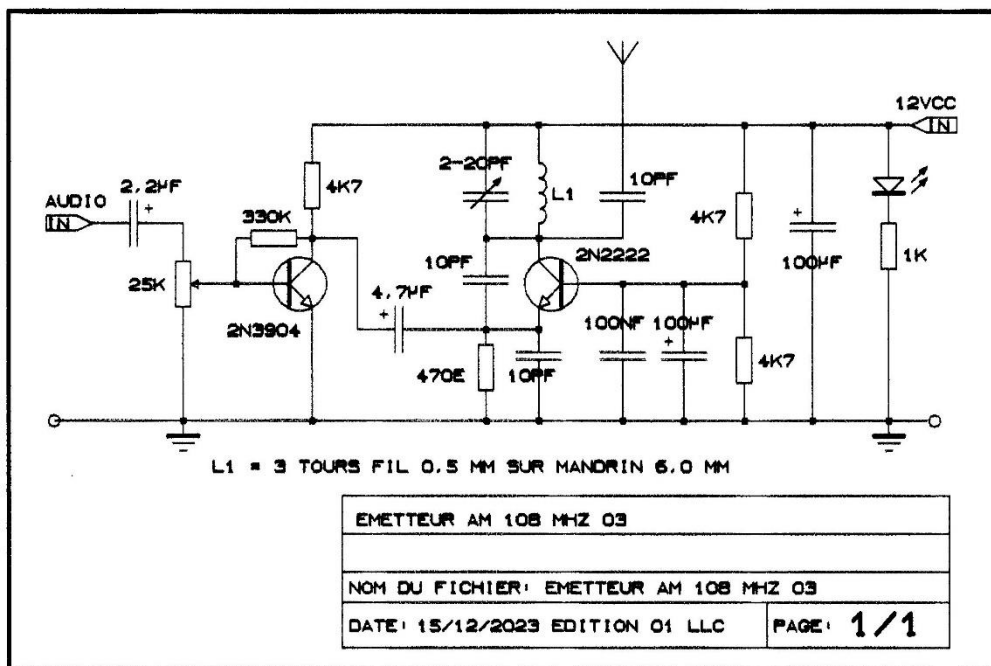 12VCC
IN
2-20PF
10PF
4K7
L1
2,2µF
+
AUDIO
IN
330K
4K7
+
100µF
1K
2N2222
10PF
25K
4,7µF
+
2N3904
100NF
100µF
+
4K7
470E
10PF
L1 = 3 TOURS FIL 0.5 MM SUR MANDRIN 6.0 MM
EMETTEUR AM 108 MHZ 03
NOM DU FICHIER: EMETTEUR AM 108 MHZ 03
DATE: 15/12/2023 EDITION 01 LLC
PAGE: 1/1